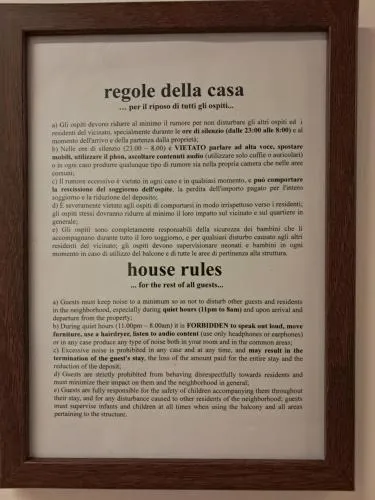 regole della casa
... per il riposo di tutti gli ospiti...
a) Gli ospiti devono ridurre al minimo il rumore per non disturbare gli altri ospiti ed i
residenti del vicinato, specialmente durante le ore di silenzio (dalle 23:00 alle 8:00) e al
momento dell'arrivo e della partenza dalla proprietà;
b) Nelle ore di silenzio (23.00 – 8.00) è VIETATO parlare ad alta voce, spostare
mobili, utilizzare il phon, ascoltare contenuti audio (utilizzare solo cuffie o auricolari)
o in ogni caso produrre qualunque tipo di rumore sia nella propria camera che nelle aree
comuni;
c) Il rumore eccessivo è vietato in ogni caso e in qualsiasi momento, e può comportare
la rescissione del soggiorno dell'ospite, la perdita dell'importo pagato per l'intero
soggiorno e la riduzione del deposito;
d) È severamente vietato agli ospiti di comportarsi in modo irrispettoso verso i residenti;
gli ospiti stessi dovranno ridurre al minimo il loro impatto sul vicinato e sul quartiere in
generale;
e) Gli ospiti sono completamente responsabili della sicurezza dei bambini che li
accompagnano durante tutto il loro soggiorno, e per qualsiasi disturbo causato agli altri
residenti del vicinato; gli ospiti devono supervisionare neonati e bambini in ogni
momento in caso di utilizzo del balcone e di tutte le aree di pertinenza alla struttura.
house rules
... for the rest of all guests...
a) Guests must keep noise to a minimum so as not to disturb other guests and residents
in the neighborhood, especially during quiet hours (11pm to 8am) and upon arrival and
departure from the property;
b) During quiet hours (11.00pm – 8.00am) it is FORBIDDEN to speak out loud, move
furniture, use a hairdryer, listen to audio content (use only headphones or earphones)
or in any case produce any type of noise both in your room and in the common areas;
c) Excessive noise is prohibited in any case and at any time, and may result in the
termination of the guest's stay, the loss of the amount paid for the entire stay and the
reduction of the deposit;
d) Guests are strictly prohibited from behaving disrespectfully towards residents and
must minimize their impact on them and the neighborhood in general;
e) Guests are fully responsible for the safety of children accompanying them throughout
their stay, and for any disturbance caused to other residents of the neighborhood; guests
must supervise infants and children at all times when using the balcony and all areas
pertaining to the structure.